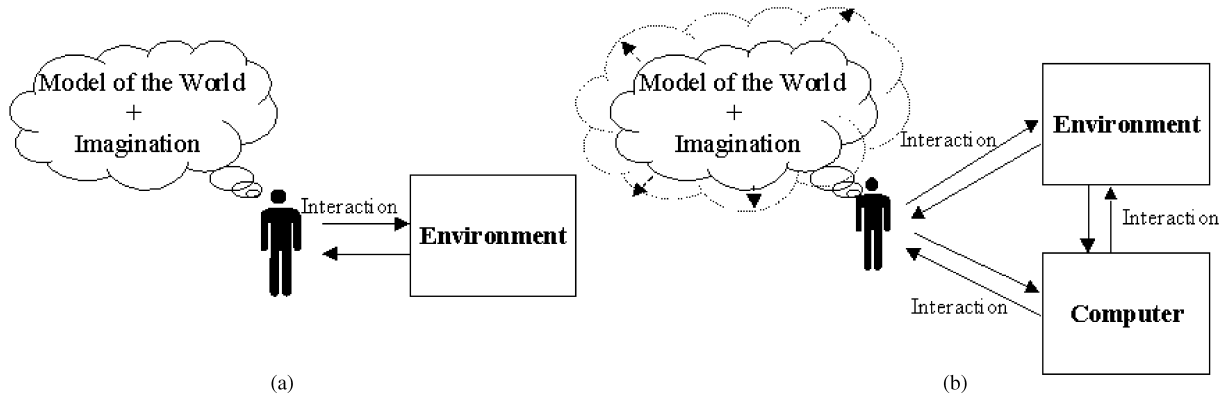 Model of the World
+
Imagination
Interaction
Environment
(a)
Model of the World
+
Imagination
Interaction
Environment
Interaction
Interaction
Computer
(b)